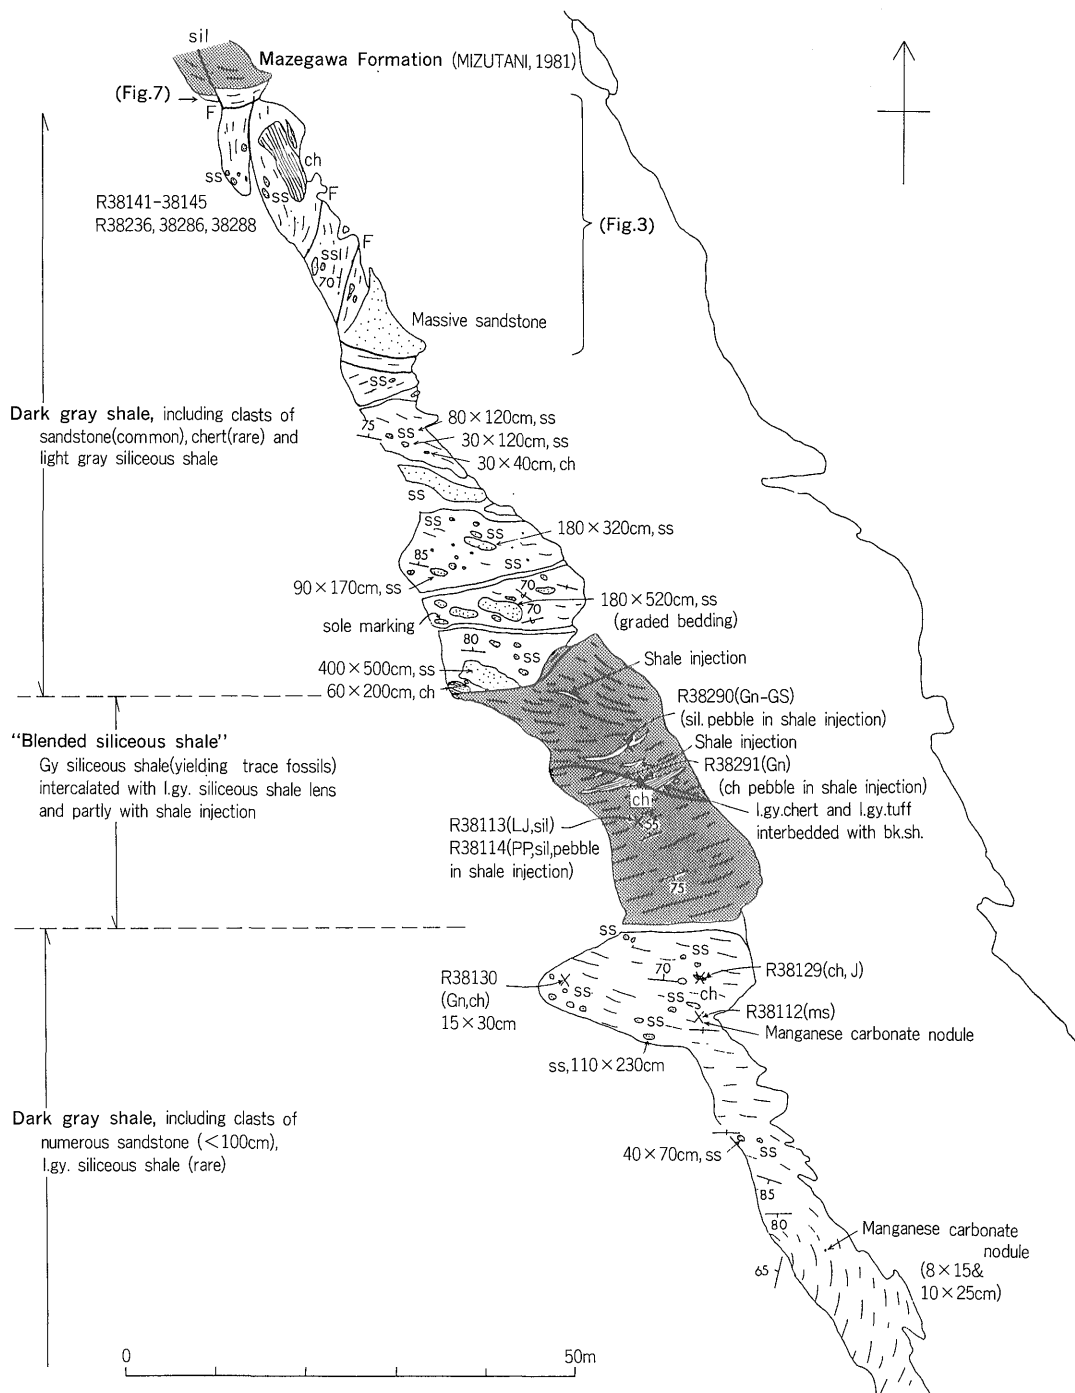 sil
Mazegawa Formation (MIZUTANI, 1981)
(Fig.7)
F
ch
ss
ss
F
R38141-38145
R38236, 38286, 38288
(Fig.3)
F
ss
70
Massive sandstone
ss
Dark gray shale, including clasts of
sandstone(common), chert(rare) and
light gray siliceous shale
75
ss
80×120cm, ss
30×120cm, ss
30×40cm, ch
ss
ss
ss
180×320cm, ss
85
ss
90×170cm, ss
70
70
180×520cm, ss
(graded bedding)
sole marking
80
ss
400×500cm, ss
60×200cm, ch
Shale injection
R38290(Gn-GS)
(sil. pebble in shale injection)
"Blended siliceous shale"
Gy siliceous shale(yielding trace fossils)
intercalated with l.gy. siliceous shale lens
and partly with shale injection
Shale injection
R38291(Gn)
(ch pebble in shale injection)
ch
l.gy.chert and l.gy.tuff
interbedded with bk.sh.
R38113(LJ,sil)
55
R38114(PP,sil,pebble
in shale injection)
75
ss
ss
R38130
(Gn,ch)
15×30cm
ss
70
R38129(ch, J)
ss
ch
R38112(ms)
ss
Manganese carbonate nodule
ss,110×230cm
Dark gray shale, including clasts of
numerous sandstone (<100cm),
l.gy. siliceous shale (rare)
40×70cm, ss
ss
85
80
Manganese carbonate
nodule
65
(8×15&
10×25cm)
0
50m